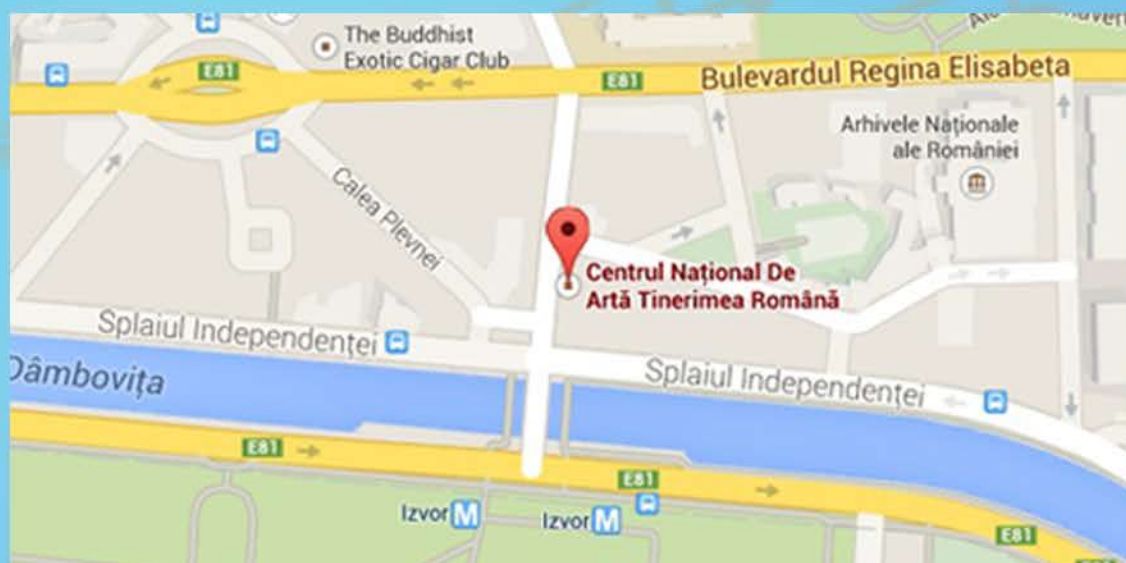 The Buddhist
Exotic Cigar Club
E81
E81
Bulevardul Regina Elisabeta
Arhivele Naționale
ale României
Calea Plevnei
Centrul Național De
Artă Tinerimea Română
Splaiul Independenței
Splaiul Independenței
Dâmbovița
E81
E81
Izvor M
Izvor M
E81